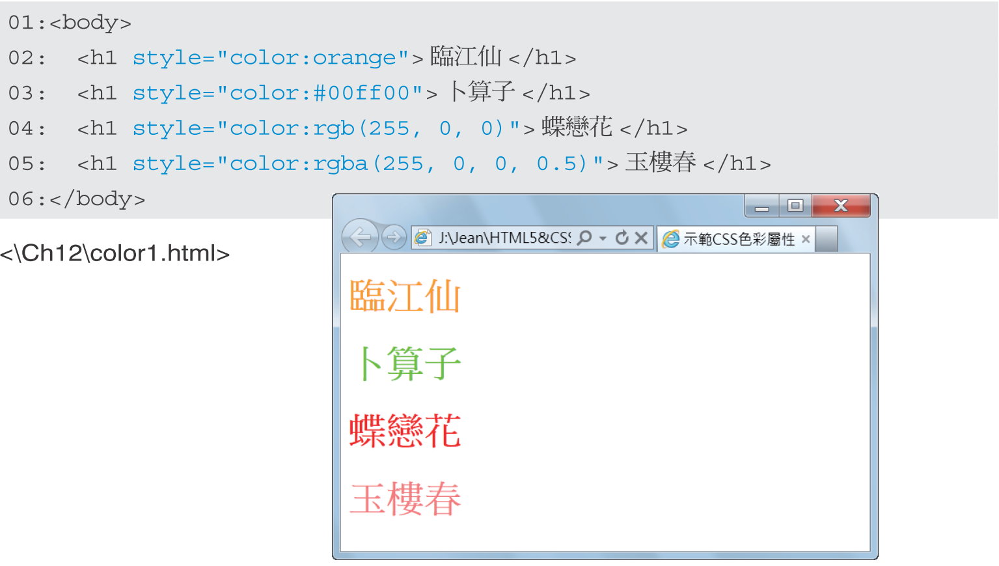 01:<body>
02:  <h1 style="color:orange">臨江仙</h1>
03:  <h1 style="color:#00ff00">卜算子</h1>
04:  <h1 style="color:rgb(255, 0, 0)">蝶戀花</h1>
05:  <h1 style="color:rgba(255, 0, 0, 0.5)">玉樓春</h1>
06:</body>
<\Ch12\color1.html>
J:\Jean\HTML5&CSS
示範CSS色彩屬性
臨江仙
卜算子
蝶戀花
玉樓春